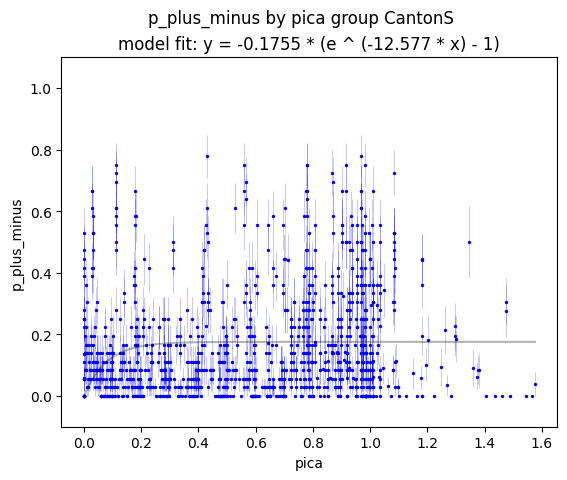 p_plus_minus by pica group CantonS
model fit: y = -0.1755 * (e ^ (-12.577 * x) - 1)
1.0
0.8
0.6
0.4
0.2
0.0
p_plus_minus
0.0 0.2 0.4 0.6 0.8 1.0 1.2 1.4 1.6
pica